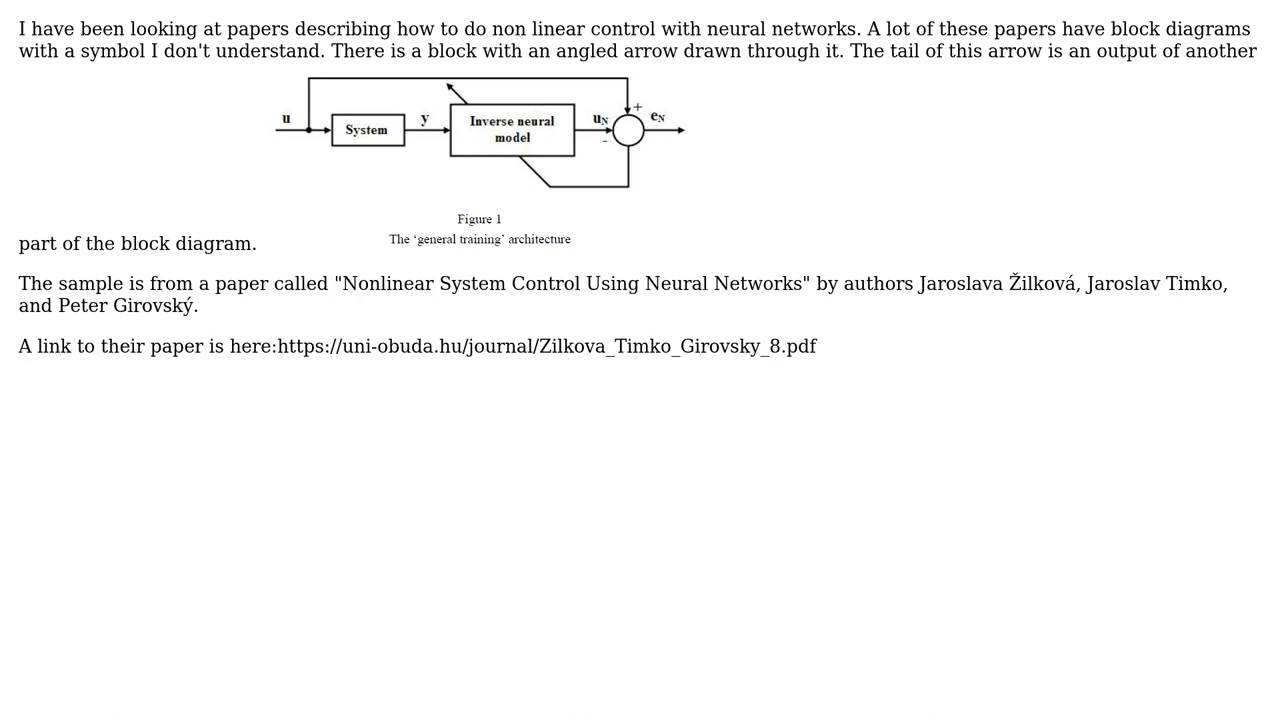 I have been looking at papers describing how to do non linear control with neural networks. A lot of these papers have block diagrams
with a symbol I don't understand. There is a block with an angled arrow drawn through it. The tail of this arrow is an output of another
u
System
y
Inverse neural
model
uN
+
-
eN
Figure 1
The ‘general training’ architecture
part of the block diagram.
The sample is from a paper called "Nonlinear System Control Using Neural Networks" by authors Jaroslava Žilková, Jaroslav Timko,
and Peter Girovský.
A link to their paper is here:https://uni-obuda.hu/journal/Zilkova_Timko_Girovsky_8.pdf